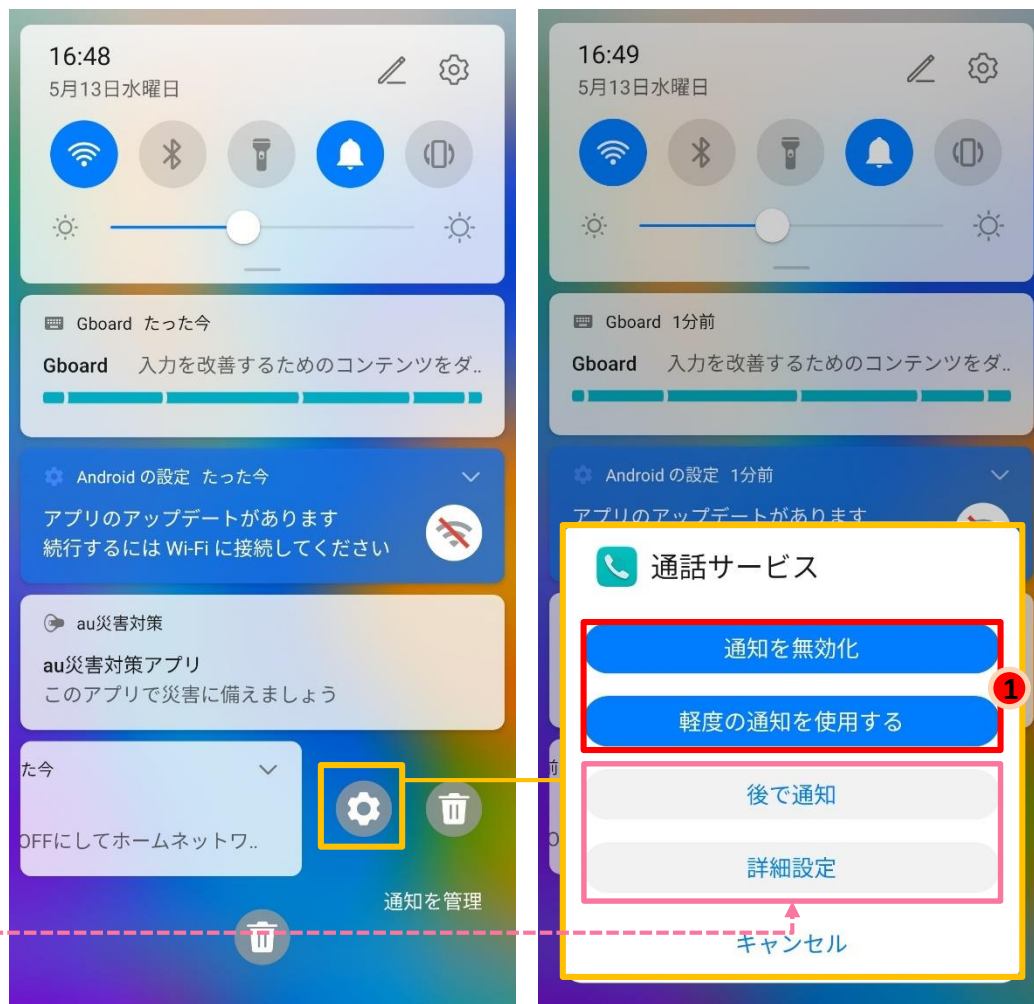 16:48
5月13日水曜日
Gboard たった今
Gboard 入力を改善するためのコンテンツをダ..
Android の設定 たった今
アプリのアップデートがあります
続行するには Wi-Fi に接続してください
au災害対策
au災害対策アプリ
このアプリで災害に備えましょう
た今
OFFにしてホームネットワ..
通知を管理
16:49
5月13日水曜日
Gboard 1分前
Gboard 入力を改善するためのコンテンツをダ..
Android の設定 1分前
アプリのアップデートがあります
通話サービス
通知を無効化
1
軽度の通知を使用する
後で通知
詳細設定
キャンセル